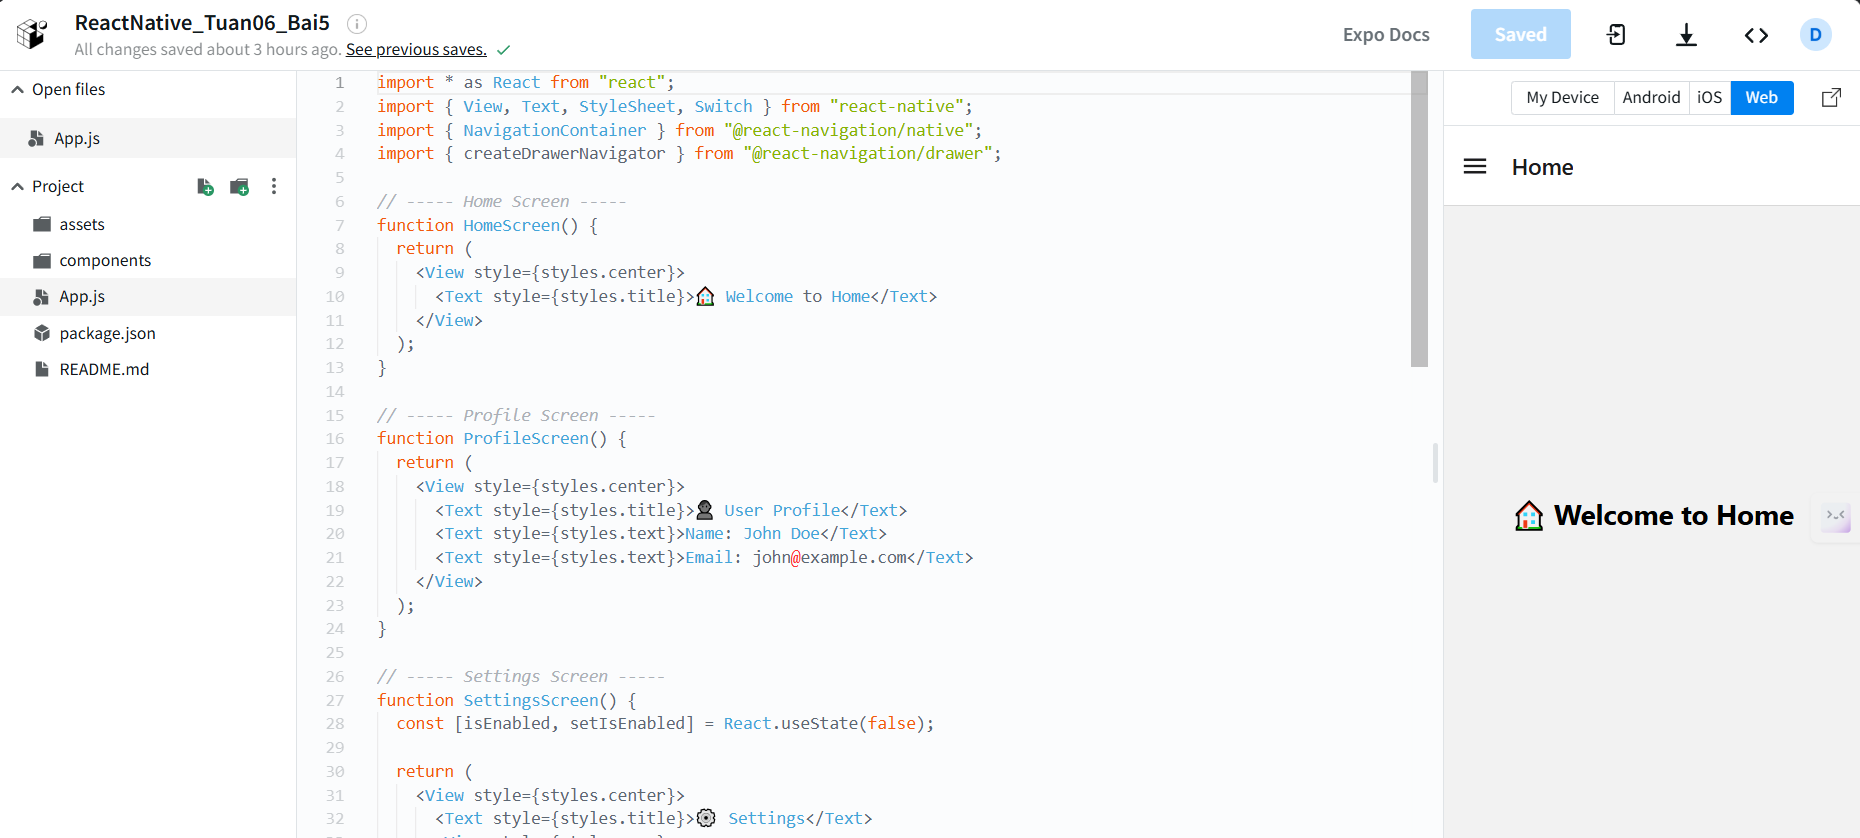 ReactNative_Tuan06_Bai5
All changes saved about 3 hours ago. See previous saves.
Expo Docs
Saved
D
Open files
App.js
Project
assets
components
App.js
package.json
README.md
1 import * as React from "react";
2 import { View, Text, StyleSheet, Switch } from "react-native";
3 import { NavigationContainer } from "@react-navigation/native";
4 import { createDrawerNavigator } from "@react-navigation/drawer";
5
6 // ----- Home Screen -----
7 function HomeScreen() {
8 return (
9 <View style={styles.center}>
10 <Text style={styles.title}>🏠 Welcome to Home</Text>
11 </View>
12 );
13 }
14
15 // ----- Profile Screen -----
16 function ProfileScreen() {
17 return (
18 <View style={styles.center}>
19 <Text style={styles.title}>👤 User Profile</Text>
20 <Text style={styles.text}>Name: John Doe</Text>
21 <Text style={styles.text}>Email: john@example.com</Text>
22 </View>
23 );
24 }
25
26 // ----- Settings Screen -----
27 function SettingsScreen() {
28 const [isEnabled, setIsEnabled] = React.useState(false);
29
30 return (
31 <View style={styles.center}>
32 <Text style={styles.title}>⚙️ Settings</Text>
My Device Android iOS Web
Home
🏠 Welcome to Home